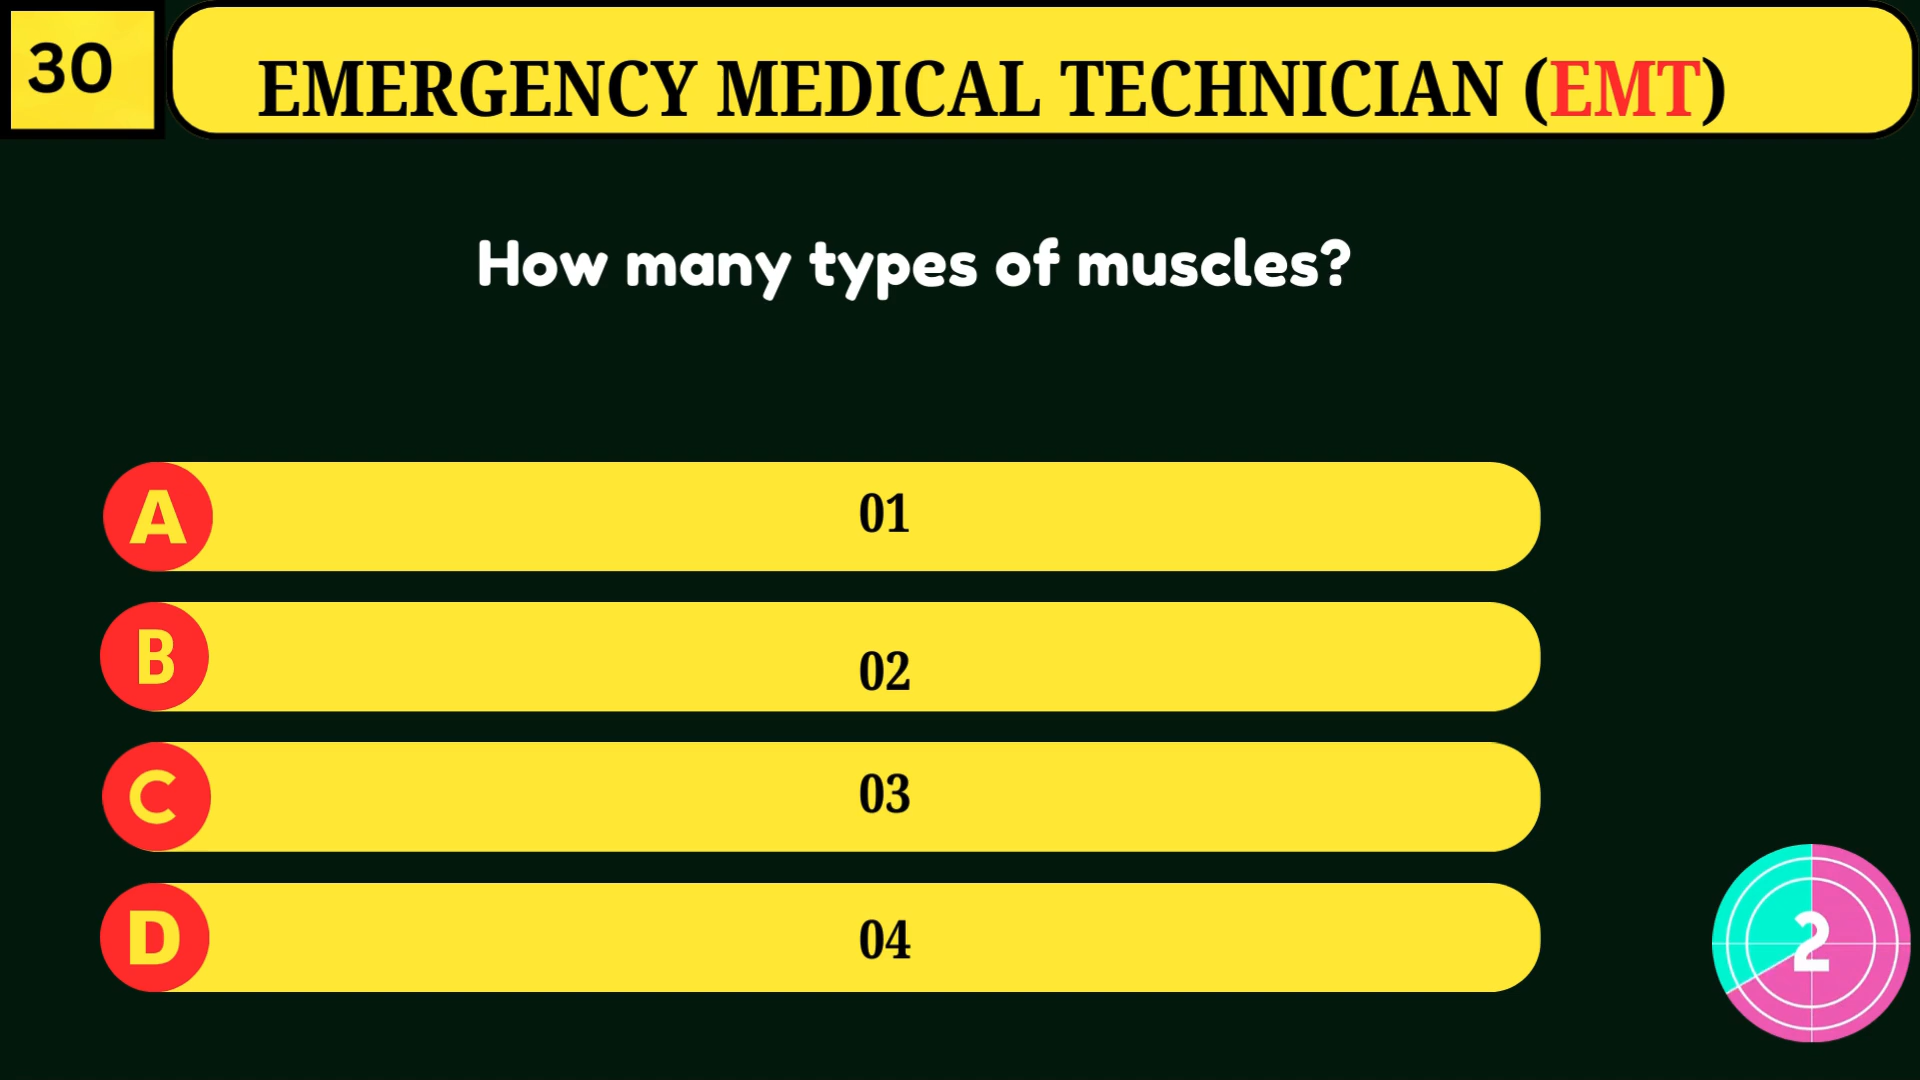 30
EMERGENCY MEDICAL TECHNICIAN (EMT)
How many types of muscles?
A
01
B
02
C
03
D
04
2